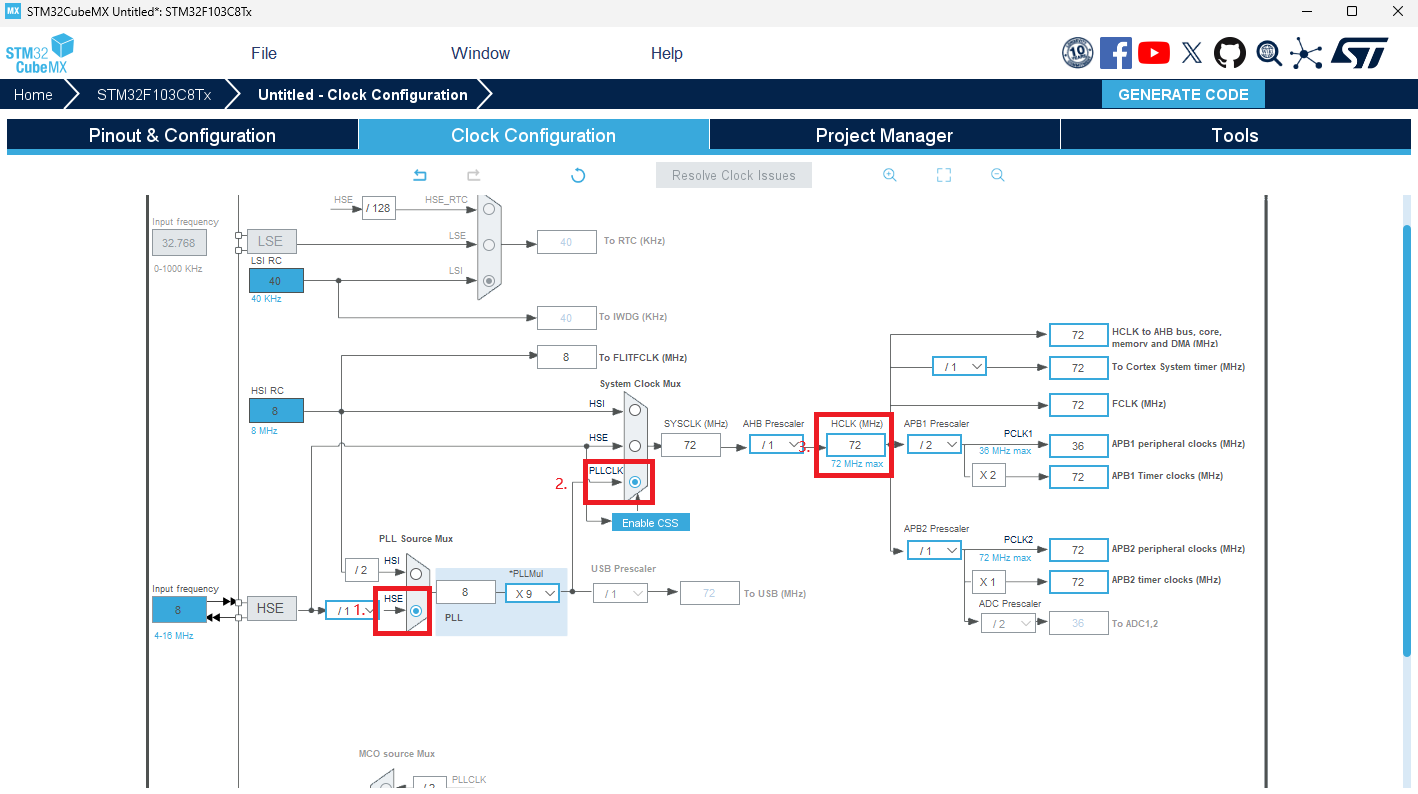 MX STM32CubeMX Untitled*: STM32F103C8Tx
STM32
CubeMX
File
Window
Help
10
Home
STM32F103C8Tx
Untitled - Clock Configuration
GENERATE CODE
Pinout & Configuration
Clock Configuration
Project Manager
Tools
Resolve Clock Issues
HSE
/ 128
HSE_RTC
Input frequency
32.768
0-1000 KHz
LSE
LSE
40
To RTC (KHz)
LSI RC
40
40 KHz
LSI
40
To IWDG (KHz)
8
To FLITFCLK (MHz)
HSI RC
8
8 MHz
System Clock Mux
HSI
HSE
PLLCLK
2.
Enable CSS
SYSCLK (MHz)
72
AHB Prescaler
/ 1
3.
HCLK (MHz)
72
72 MHz max
72
HCLK to AHB bus, core,
memory and DMA (MHz)
/ 1
72
To Cortex System timer (MHz)
72
FCLK (MHz)
APB1 Prescaler
/ 2
PCLK1
36 MHz max
36
APB1 peripheral clocks (MHz)
X 2
72
APB1 Timer clocks (MHz)
APB2 Prescaler
/ 1
PCLK2
72 MHz max
72
APB2 peripheral clocks (MHz)
X 1
72
APB2 timer clocks (MHz)
ADC Prescaler
/ 2
36
To ADC1,2
PLL Source Mux
/ 2
HSI
HSE
Input frequency
8
4-16 MHz
HSE
/ 1
1.
8
PLL
*PLLMul
X 9
USB Prescaler
/ 1
72
To USB (MHz)
MCO source Mux
/ 2
PLLCLK